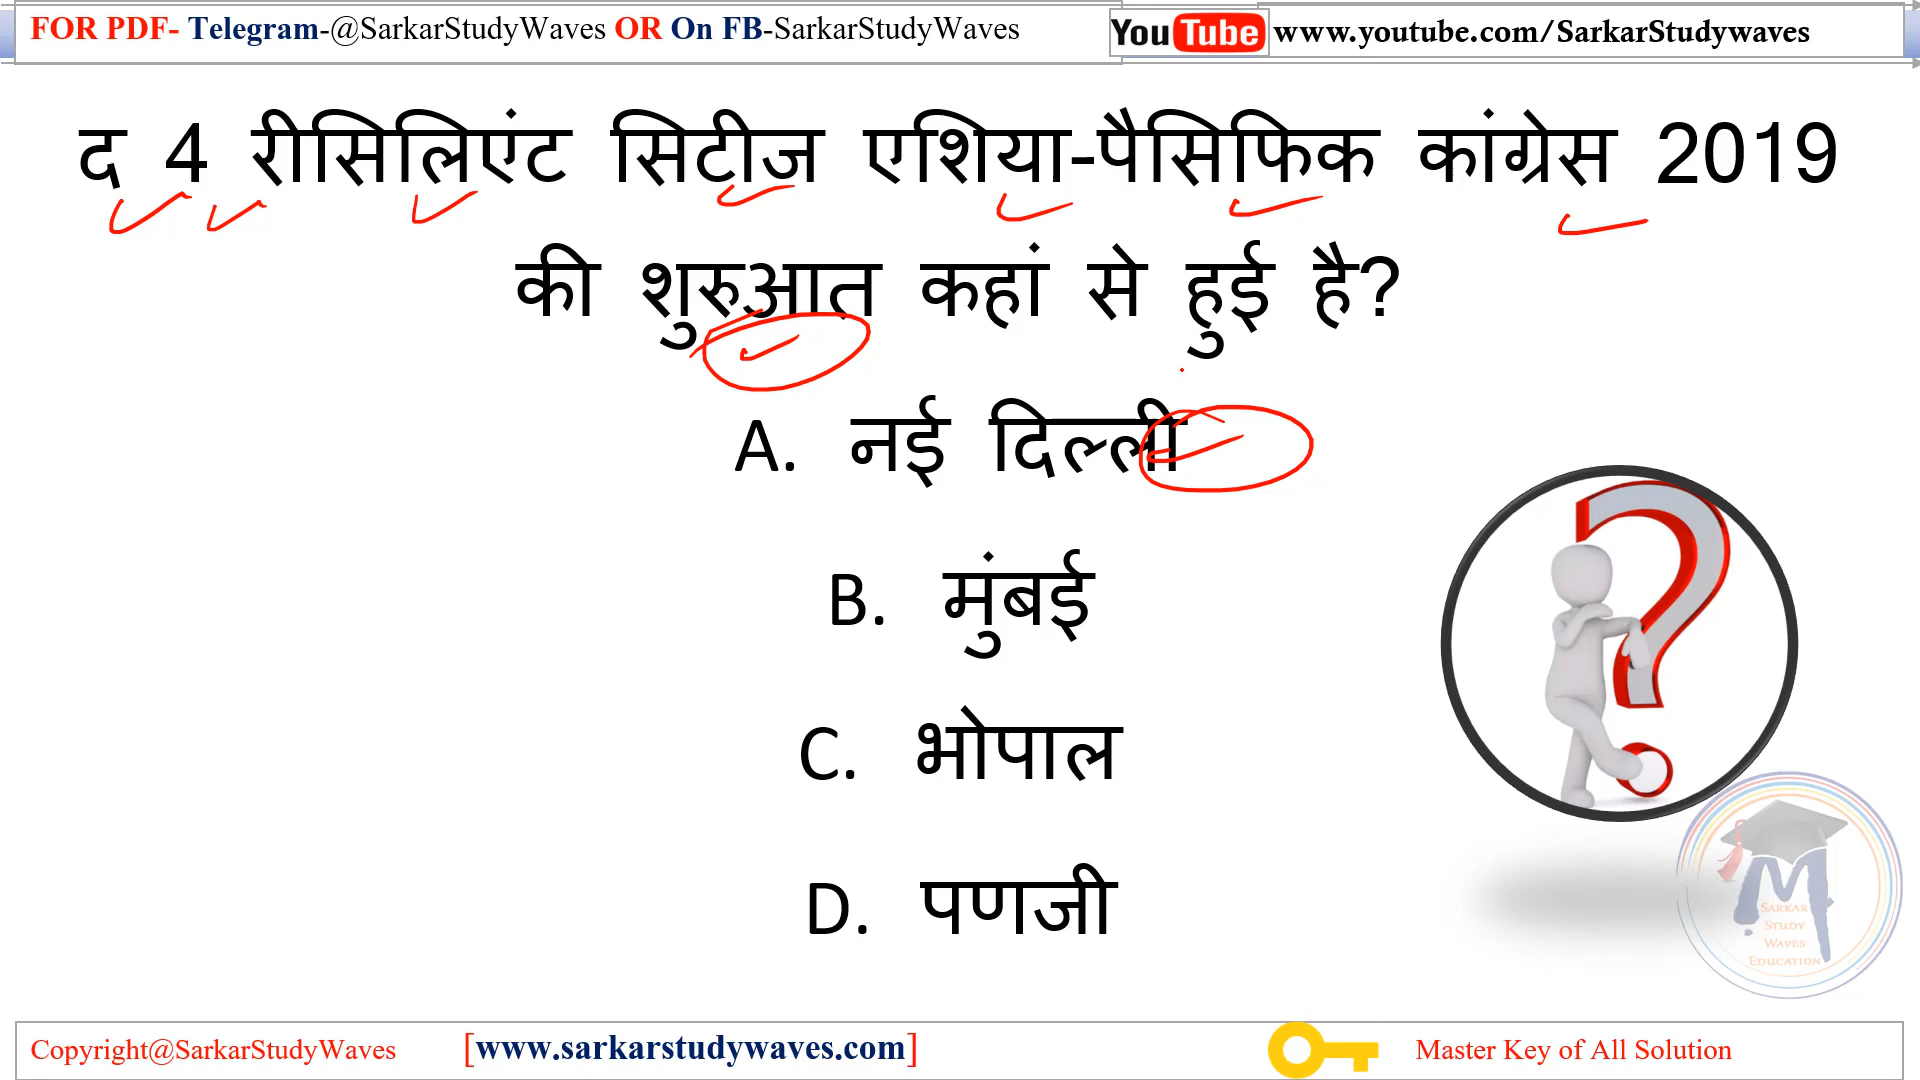 FOR PDF- Telegram-@SarkarStudyWaves OR On FB-SarkarStudyWaves
YouTube www.youtube.com/SarkarStudywaves
द 4 रीसिलिएंट सिटीज एशिया-पैसिफिक कांग्रेस 2019
की शुरुआत कहां से हुई है?
A. नई दिल्ली
B. मुंबई
C. भोपाल
D. पणजी
SARKAR
STUDY
WAVES
EDUCATION
Copyright@SarkarStudyWaves [www.sarkarstudywaves.com] Master Key of All Solution